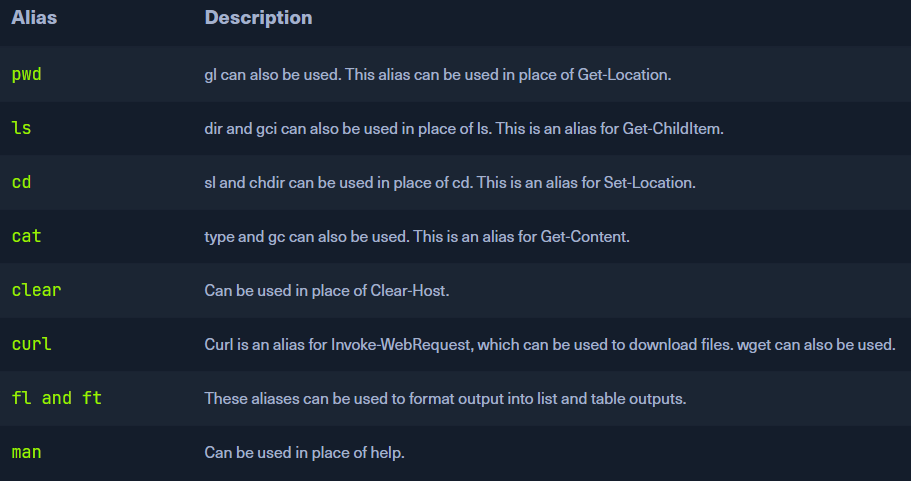 Alias Description
pwd gl can also be used. This alias can be used in place of Get-Location.
ls dir and gci can also be used in place of ls. This is an alias for Get-ChildItem.
cd sl and chdir can be used in place of cd. This is an alias for Set-Location.
cat type and gc can also be used. This is an alias for Get-Content.
clear Can be used in place of Clear-Host.
curl Curl is an alias for Invoke-WebRequest, which can be used to download files. wget can also be used.
fl and ft These aliases can be used to format output into list and table outputs.
man Can be used in place of help.